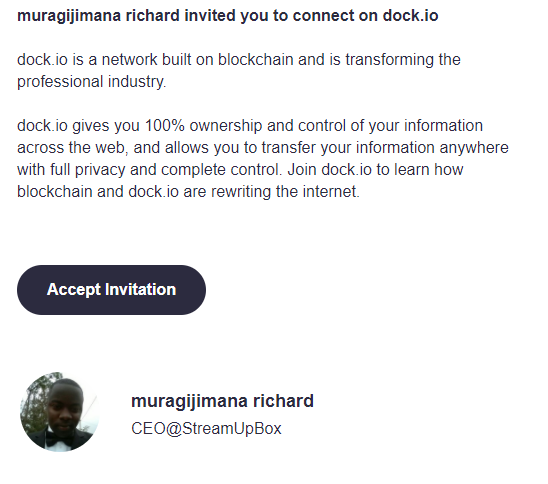 muragijimana richard invited you to connect on dock.io
dock.io is a network built on blockchain and is transforming the
professional industry.
dock.io gives you 100% ownership and control of your information
across the web, and allows you to transfer your information anywhere
with full privacy and complete control. Join dock.io to learn how
blockchain and dock.io are rewriting the internet.
Accept Invitation
muragijimana richard
CEO@StreamUpBox